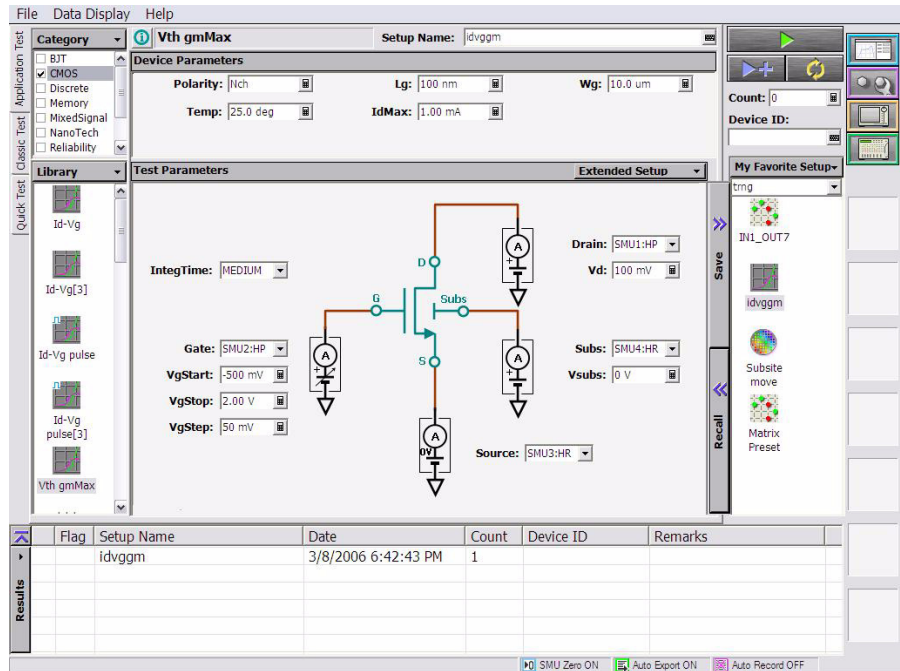 File Data Display Help
Application Test
Classic Test
Quick Test
Category
BJT
CMOS
Discrete
Memory
MixedSignal
NanoTech
Reliability
Library
Id-Vg
Id-Vg[3]
Id-Vg pulse
Id-Vg
pulse[3]
Vth gmMax
Vth gmMax Setup Name: idvggm
Device Parameters
Polarity: Nch Lg: 100 nm Wg: 10.0 um
Temp: 25.0 deg IdMax: 1.00 mA
Test Parameters Extended Setup
IntegTime: MEDIUM
Gate: SMU2:HP
VgStart: -500 mV
VgStop: 2.00 V
VgStep: 50 mV
D
G
Subs
S
A
A
A
A
0V
Drain: SMU1:HP
Vd: 100 mV
Subs: SMU4:HR
Vsubs: 0 V
Source: SMU3:HR
Save
Recall
Count: 0
Device ID:
My Favorite Setup
trng
IN1_OUT7
idvggm
Subsite
move
Matrix
Preset
Results
Flag Setup Name Date Count Device ID Remarks
idvggm 3/8/2006 6:42:43 PM 1
SMU Zero ON Auto Export ON Auto Record OFF